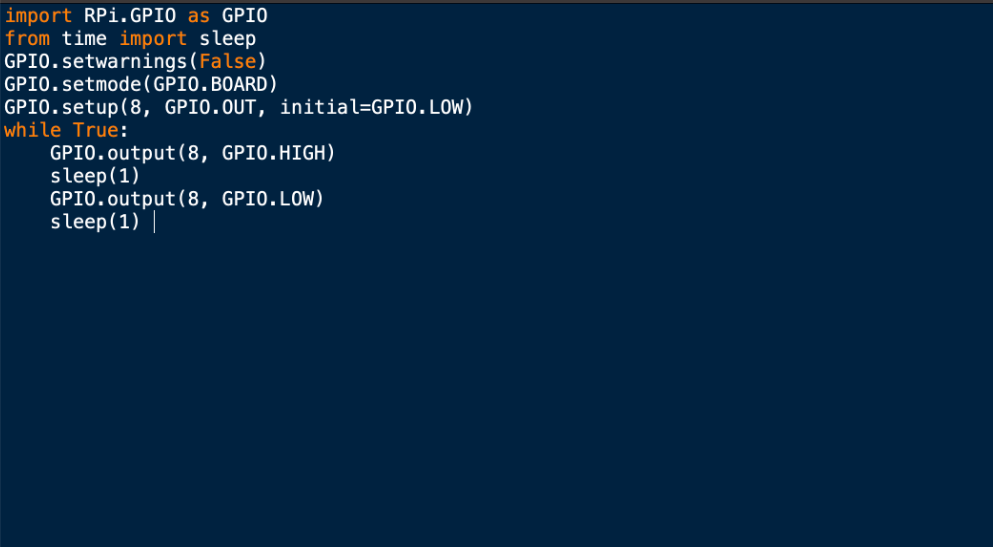 import RPi.GPIO as GPIO
from time import sleep
GPIO.setwarnings(False)
GPIO.setmode(GPIO.BOARD)
GPIO.setup(8, GPIO.OUT, initial=GPIO.LOW)
while True:
    GPIO.output(8, GPIO.HIGH)
    sleep(1)
    GPIO.output(8, GPIO.LOW)
    sleep(1)